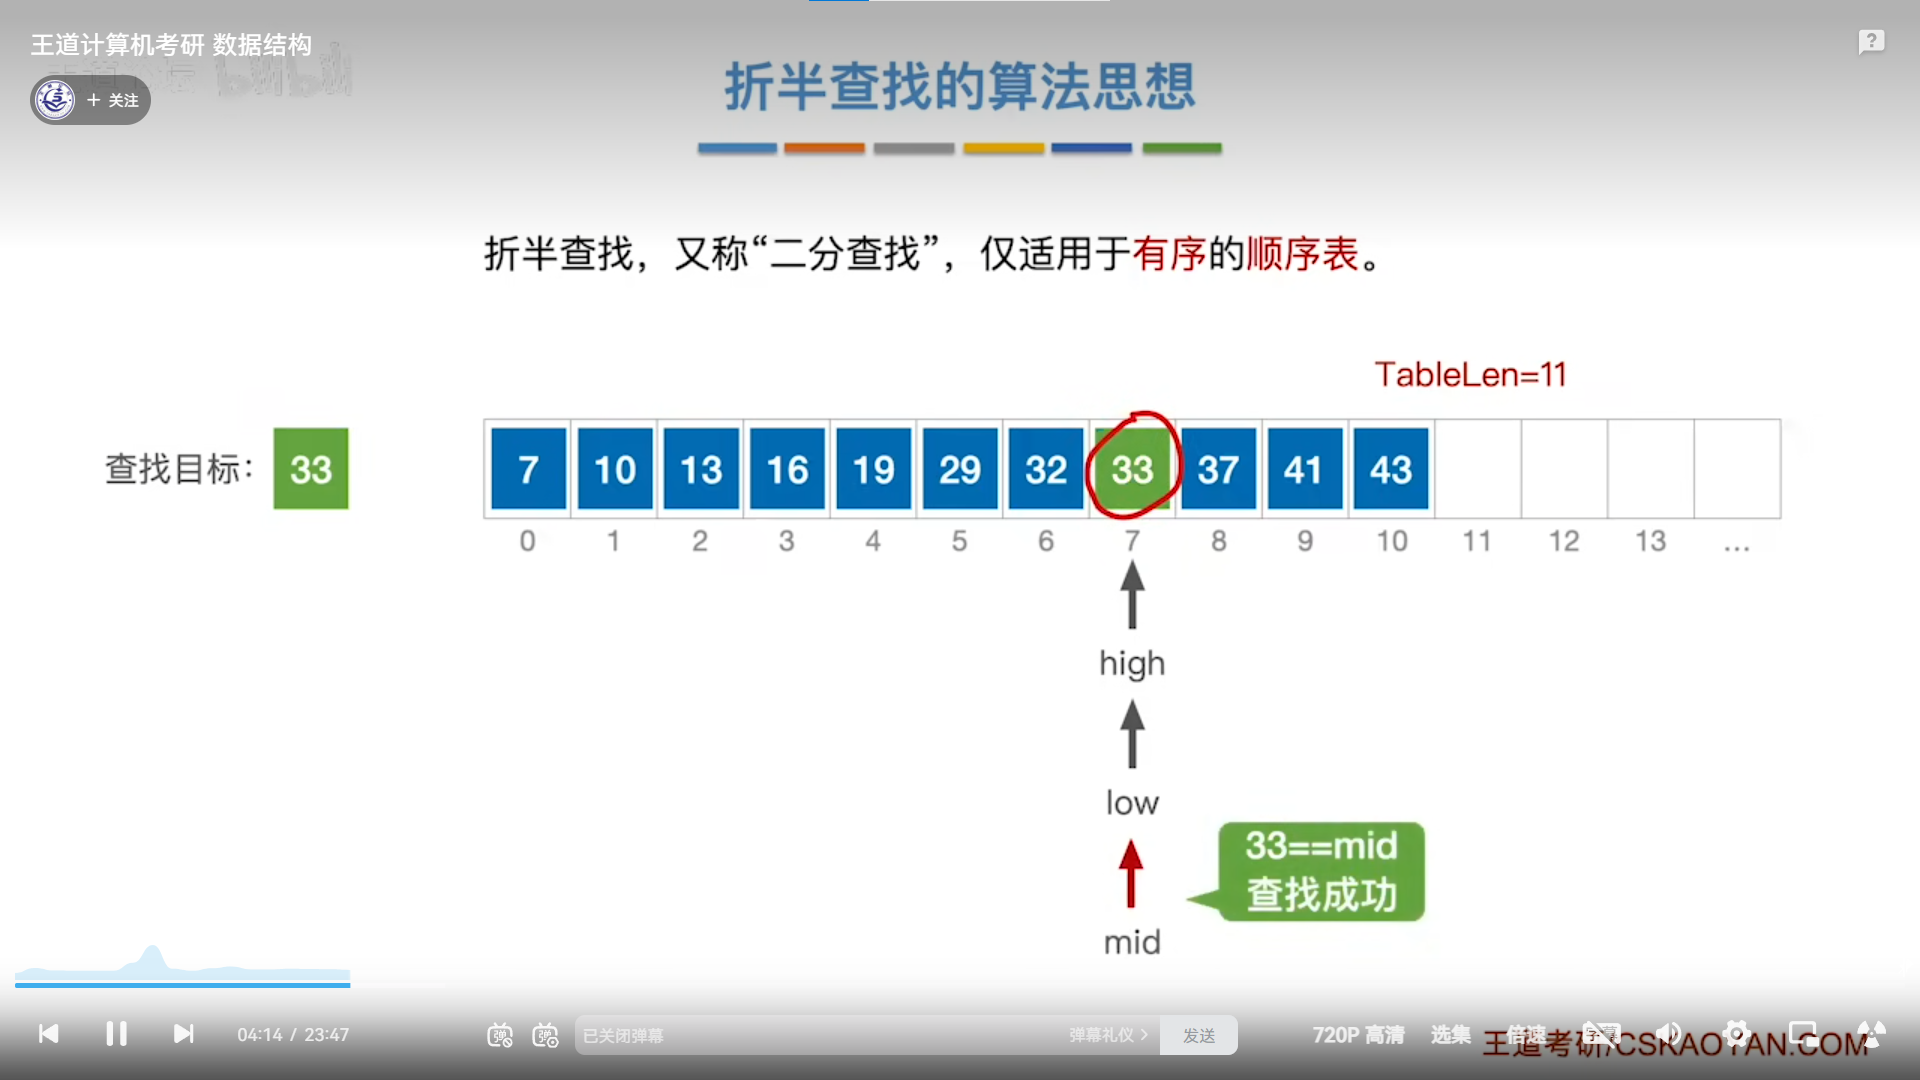 王道计算机考研 数据结构
+ 关注
折半查找的算法思想
折半查找，又称“二分查找”，仅适用于有序的顺序表。
TableLen=11
查找目标： 33
7 10 13 16 19 29 32 33 37 41 43
0 1 2 3 4 5 6 7 8 9 10 11 12 13 ...
high
low
33==mid
查找成功
mid
04:14 / 23:47
已关闭弹幕
弹幕礼仪 >
发送
720P 高清
选集
倍速
字幕
王道考研/CSKAOYAN.COM